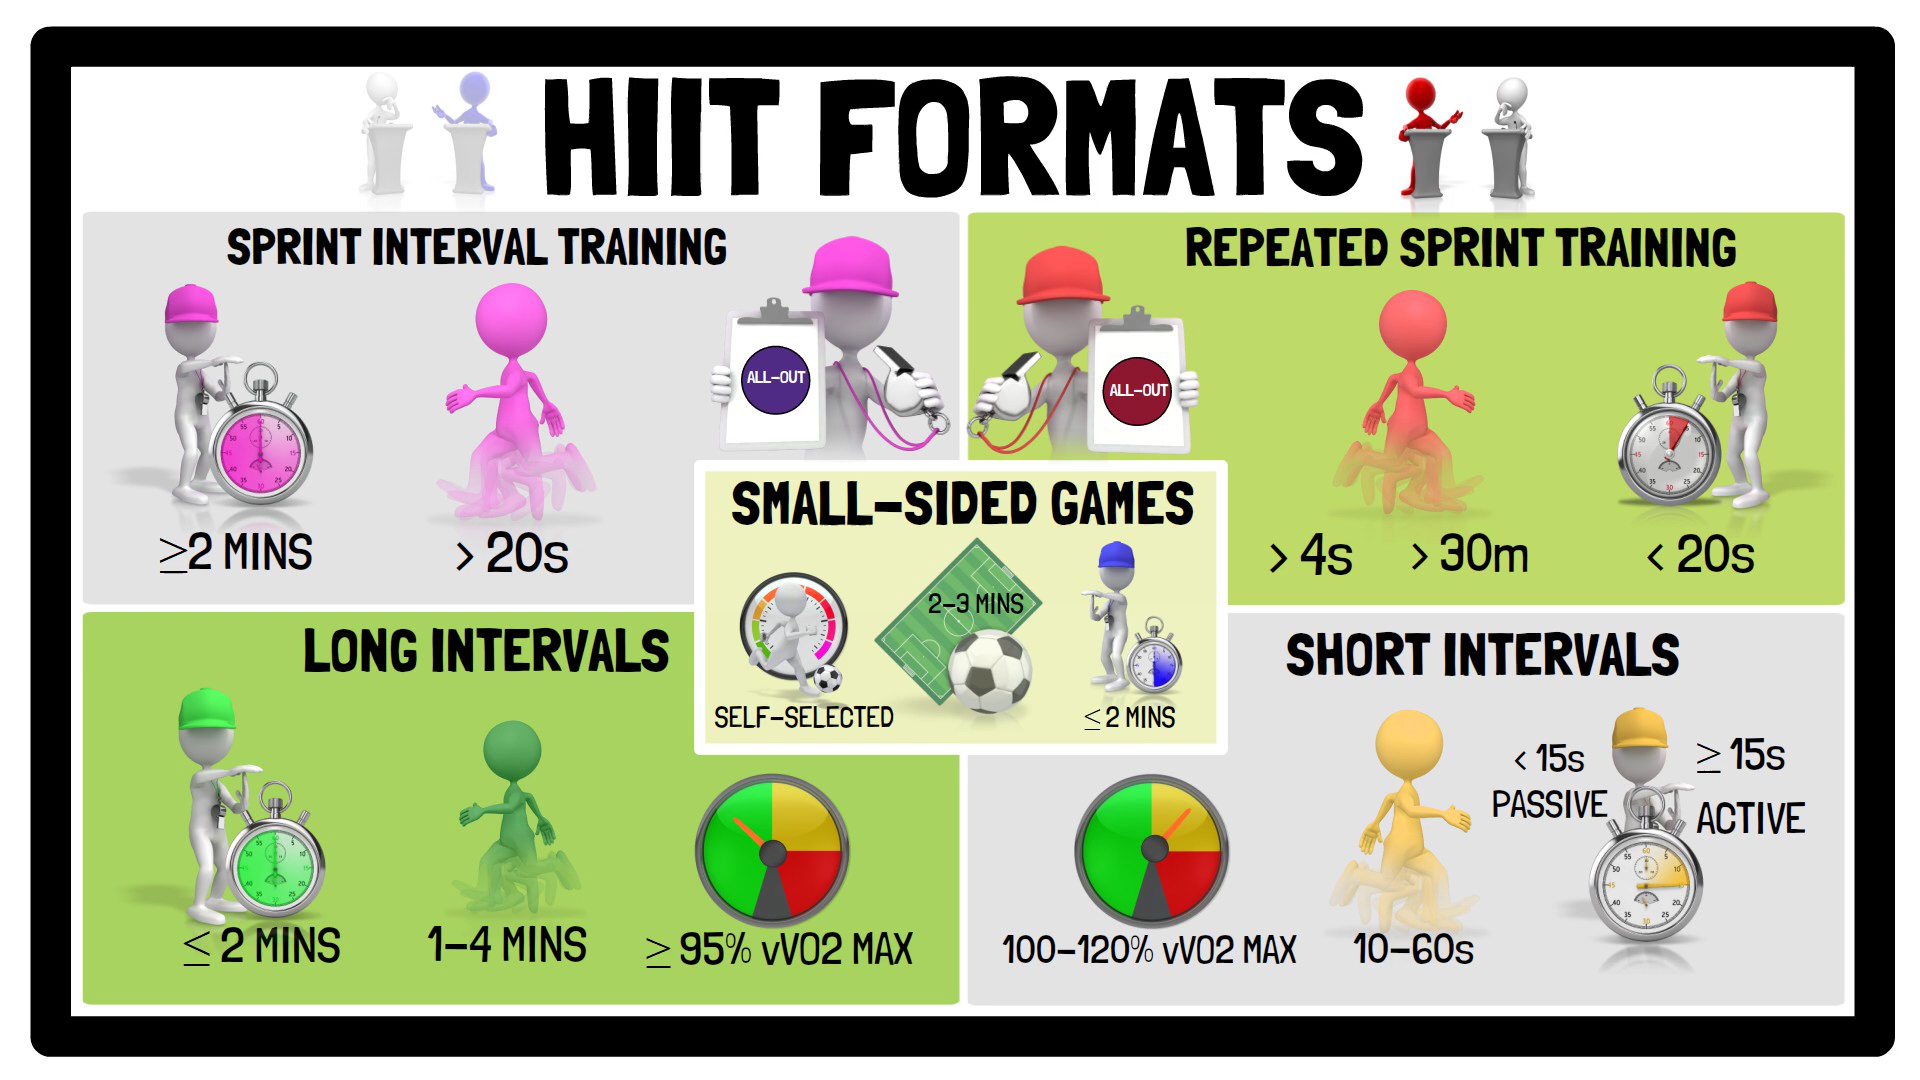 HIIT FORMATS
SPRINT INTERVAL TRAINING
ALL-OUT
≥2 MINS
> 20s
REPEATED SPRINT TRAINING
ALL-OUT
> 4s
> 30m
< 20s
SMALL-SIDED GAMES
2-3 MINS
SELF-SELECTED
≤ 2 MINS
LONG INTERVALS
≤ 2 MINS
1-4 MINS
≥ 95% vVO2 MAX
SHORT INTERVALS
< 15s
PASSIVE
≥ 15s
ACTIVE
100-120% vVO2 MAX
10-60s